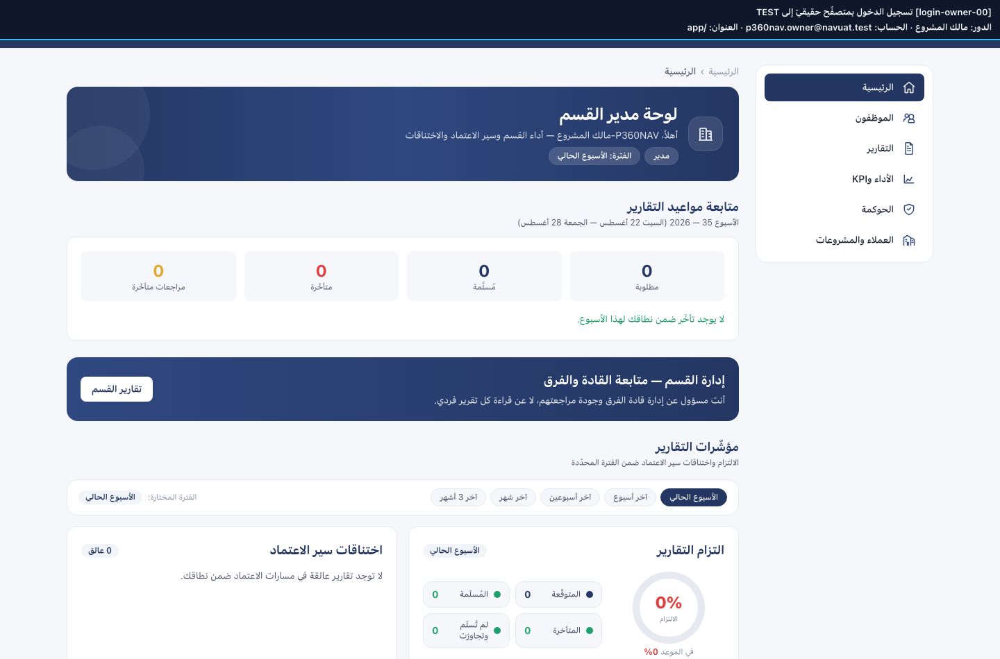 [login-owner-00] تسجيل الدخول بمتصفّح حقيقيّ إلى TEST
الدور: مالك المشروع · الحساب: p360nav.owner@navuat.test · العنوان: /app
الرئيسية
الموظفون
التقارير
الأداء وKPI
الحوكمة
العملاء والمشروعات
الرئيسية › الرئيسية
لوحة مدير القسم
أهلاً، P360NAV-مالك المشروع — أداء القسم وسير الاعتماد والاختناقات
مدير
الفترة: الأسبوع الحالي
متابعة مواعيد التقارير
الأسبوع 35 — 2026 (السبت 22 أغسطس — الجمعة 28 أغسطس)
0
مطلوبة
0
مُسلَّمة
0
متأخّرة
0
مراجعات متأخّرة
لا يوجد تأخّر ضمن نطاقك لهذا الأسبوع.
إدارة القسم — متابعة القادة والفرق
أنت مسؤول عن إدارة قادة الفرق وجودة مراجعتهم، لا عن قراءة كل تقرير فردي.
تقارير القسم
مؤشّرات التقارير
الالتزام واختناقات سير الاعتماد ضمن الفترة المحدّدة
الأسبوع الحالي
آخر أسبوع
آخر أسبوعين
آخر شهر
آخر 3 أشهر
الفترة المختارة: الأسبوع الحالي
التزام التقارير
الأسبوع الحالي
0%
الالتزام
في الموعد 0%
المتوقّعة 0
المُسلّمة 0
المتأخرة 0
لم تُسلّم وتجاوزت 0
اختناقات سير الاعتماد
0 عالق
لا توجد تقارير عالقة في مسارات الاعتماد ضمن نطاقك.